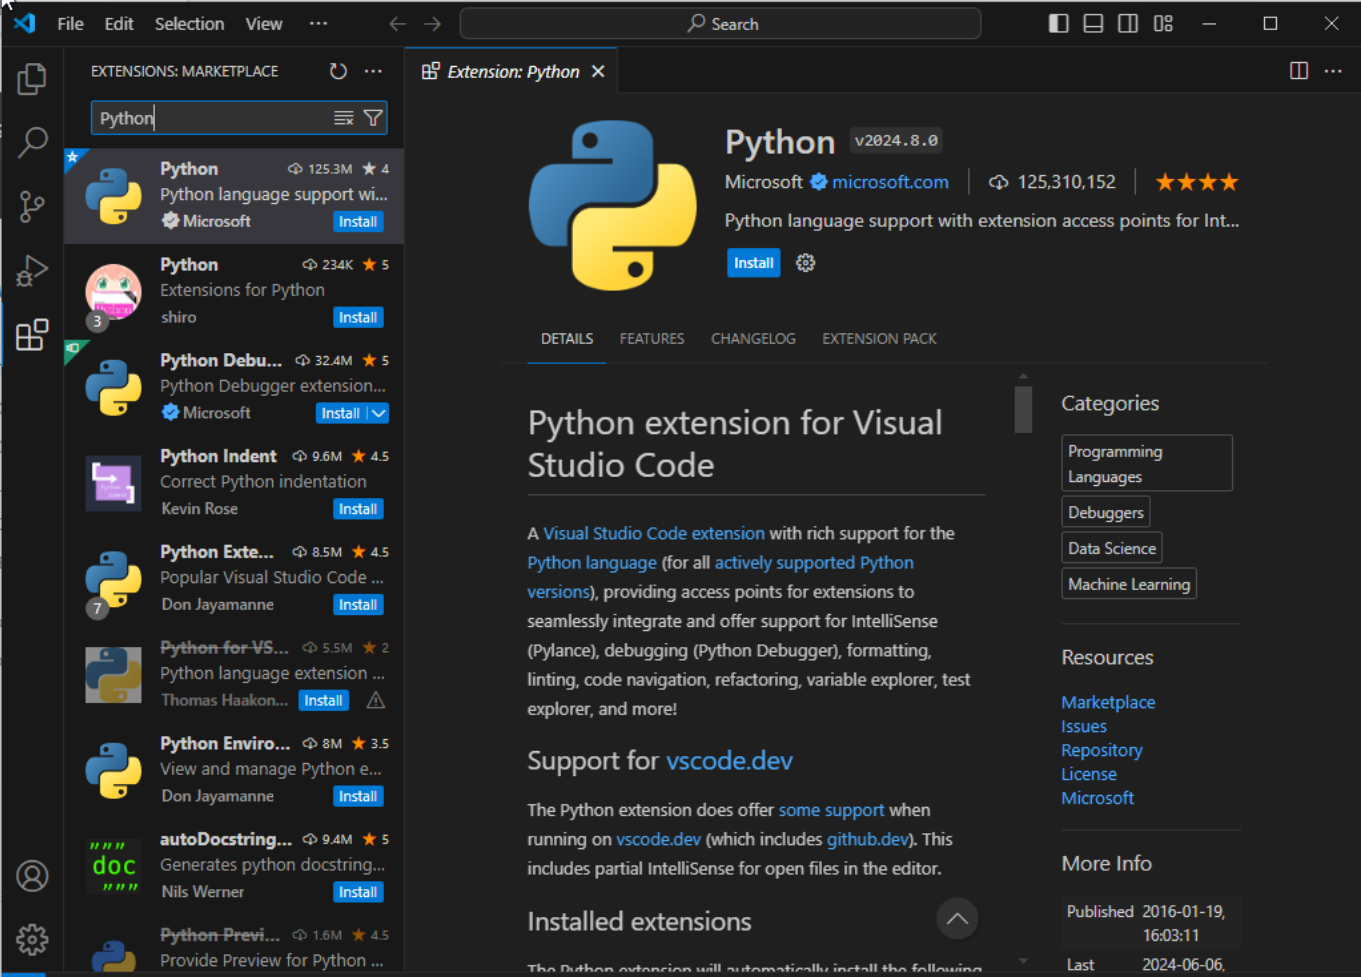 File Edit Selection View ··· Search
EXTENSIONS: MARKETPLACE
Python
Python 125.3M 4
Python language support wi...
Microsoft Install
Python 234K 5
Extensions for Python
shiro Install
3
Python Debu... 32.4M 5
Python Debugger extension...
Microsoft Install
Python Indent 9.6M 4.5
Correct Python indentation
Kevin Rose Install
Python Exte... 8.5M 4.5
Popular Visual Studio Code ...
Don Jayamanne Install
7
Python for VS... 5.5M 2
Python language extension ...
Thomas Haakon... Install
Python Enviro... 8M 3.5
View and manage Python e...
Don Jayamanne Install
autoDocstring... 9.4M 5
Generates python docstring...
Nils Werner Install
"""
doc
"""
Python Previ... 1.6M 4.5
Provide Preview for Python ...
Extension: Python
Python v2024.8.0
Microsoft microsoft.com 125,310,152
Python language support with extension access points for Int...
Install
DETAILS FEATURES CHANGELOG EXTENSION PACK
Python extension for Visual
Studio Code
A Visual Studio Code extension with rich support for the
Python language (for all actively supported Python
versions), providing access points for extensions to
seamlessly integrate and offer support for IntelliSense
(Pylance), debugging (Python Debugger), formatting,
linting, code navigation, refactoring, variable explorer, test
explorer, and more!
Support for vscode.dev
The Python extension does offer some support when
running on vscode.dev (which includes github.dev). This
includes partial IntelliSense for open files in the editor.
Installed extensions
The Python extension will automatically install the following
Categories
Programming
Languages
Debuggers
Data Science
Machine Learning
Resources
Marketplace
Issues
Repository
License
Microsoft
More Info
Published 2016-01-19,
16:03:11
Last 2024-06-06,